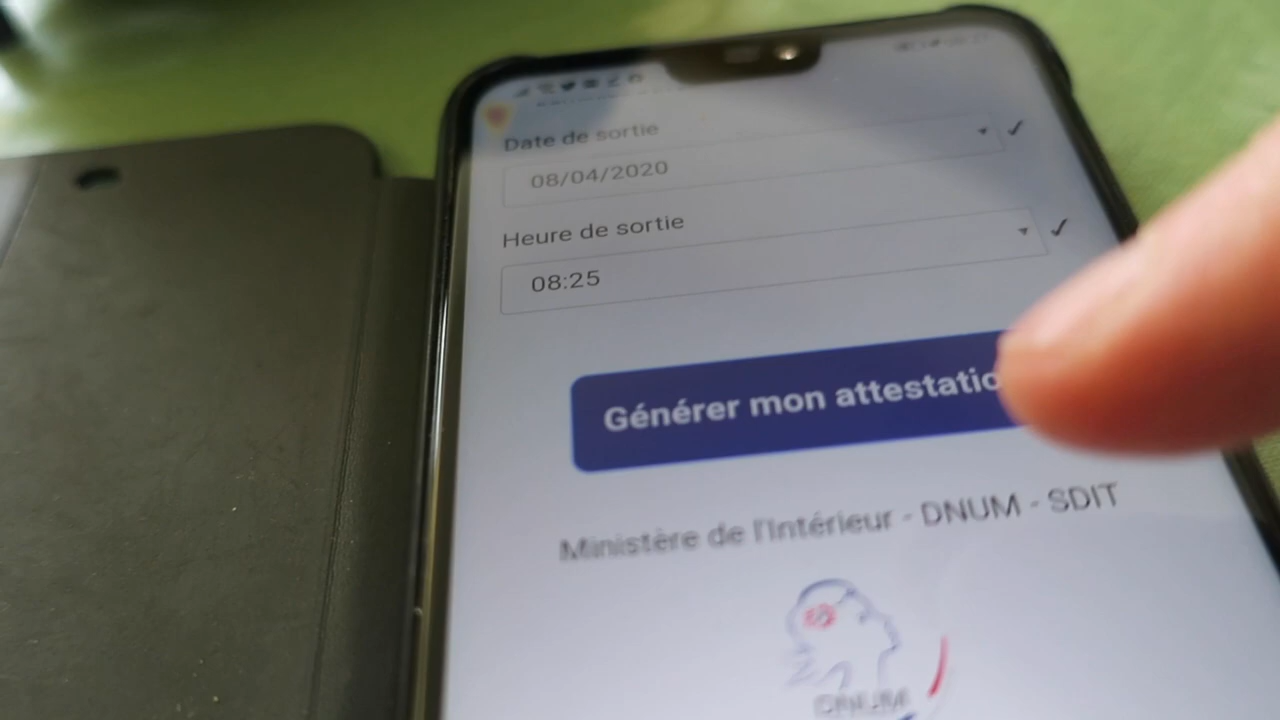 Date de sortie
08/04/2020
Heure de sortie
08:25
Générer mon attestatio
Ministère de l'Intérieur - DNUM - SDIT
DNUM